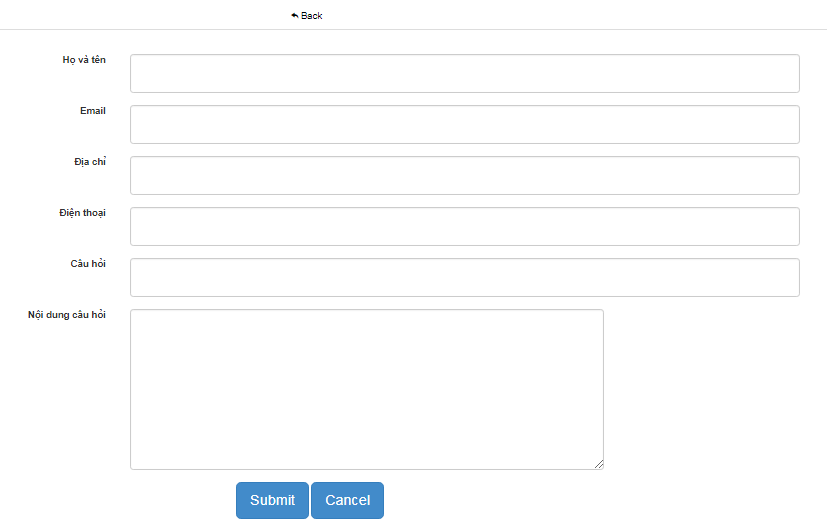 Back
Họ và tên
Email
Địa chỉ
Điện thoại
Câu hỏi
Nội dung câu hỏi
Submit Cancel